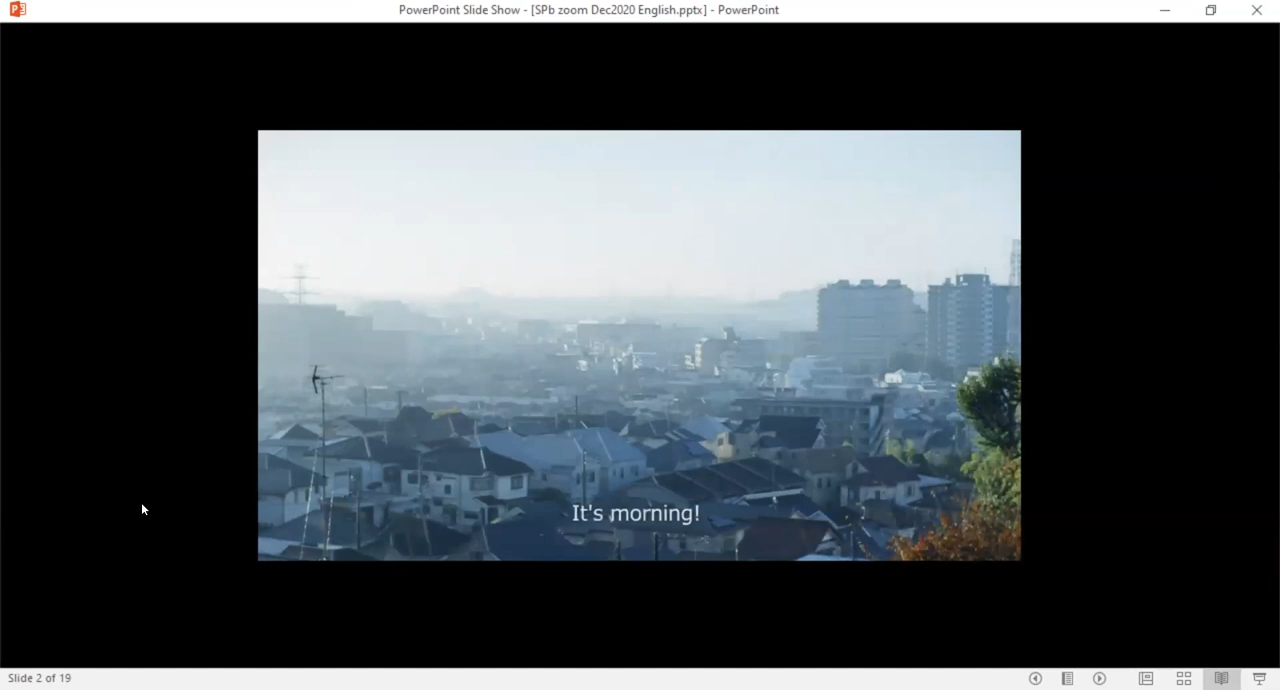 PowerPoint Slide Show - [SPb zoom Dec2020 English.pptx] - PowerPoint
It's morning!
Slide 2 of 19